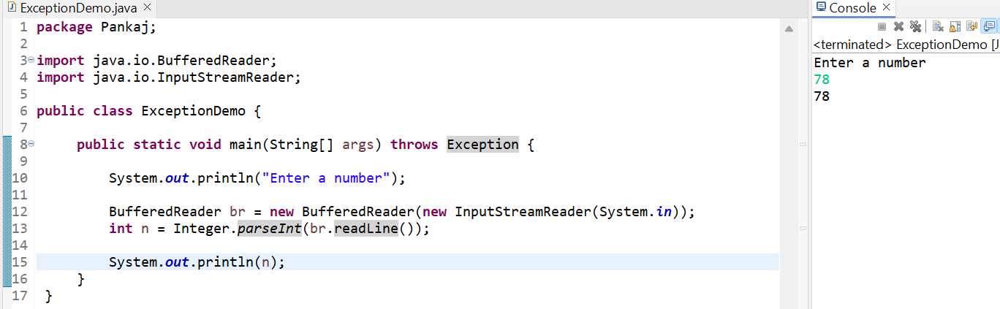 ExceptionDemo.java
1 package Pankaj;
2
3 import java.io.BufferedReader;
4 import java.io.InputStreamReader;
5
6 public class ExceptionDemo {
7
8 public static void main(String[] args) throws Exception {
9
10 System.out.println("Enter a number");
11
12 BufferedReader br = new BufferedReader(new InputStreamReader(System.in));
13 int n = Integer.parseInt(br.readLine());
14
15 System.out.println(n);
16 }
17 }
Console
<terminated> ExceptionDemo [J
Enter a number
78
78